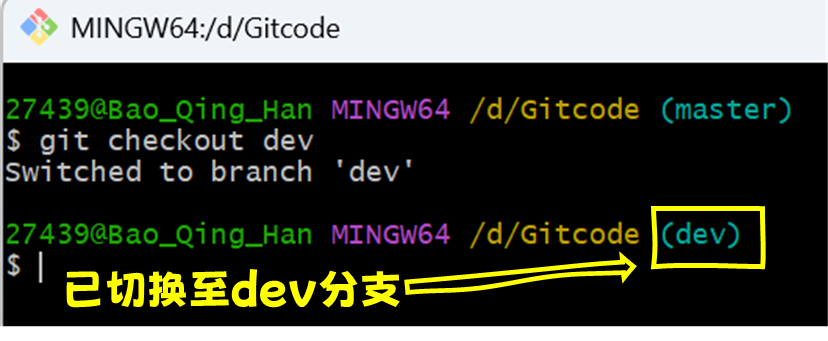 MINGW64:/d/Gitcode
27439@Bao_Qing_Han MINGW64 /d/Gitcode (master)
$ git checkout dev
Switched to branch 'dev'
27439@Bao_Qing_Han MINGW64 /d/Gitcode (dev)
$
已切换至dev分支